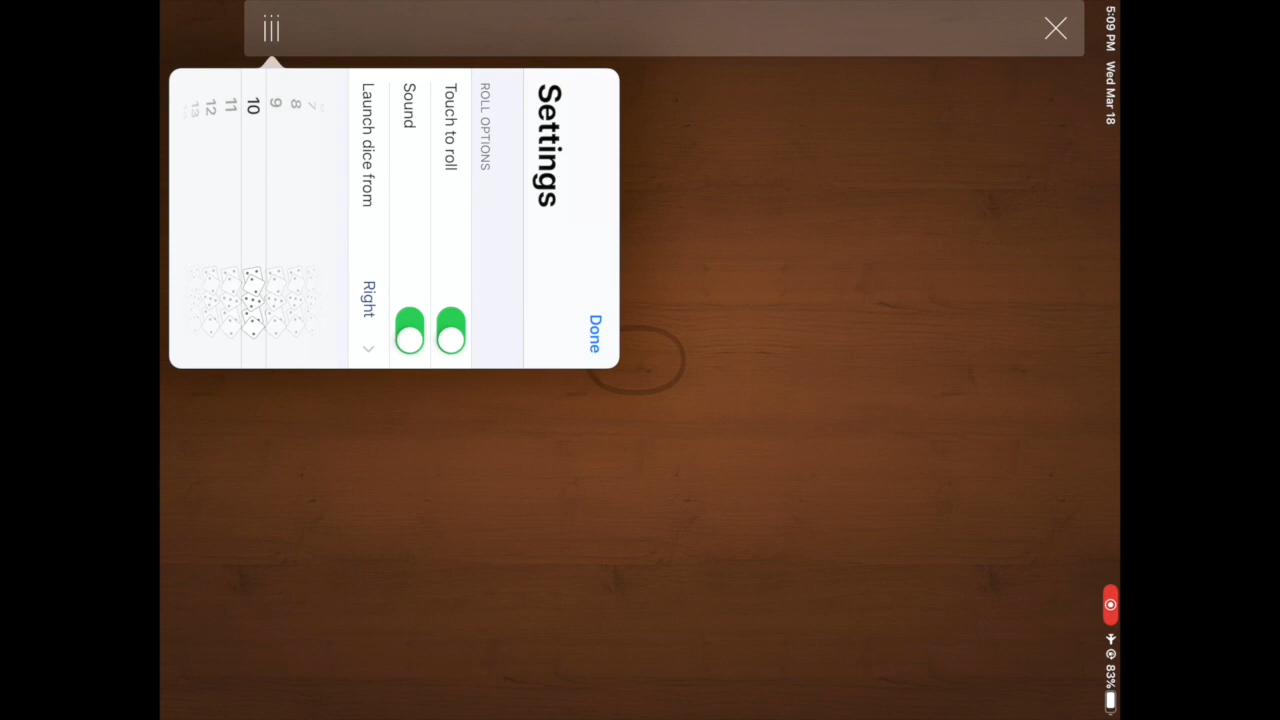 5:09 PM Wed Mar 18
83%
Done
Settings
ROLL OPTIONS
Touch to roll
Sound
Launch dice from Right
7
8
9
10
11
12
13